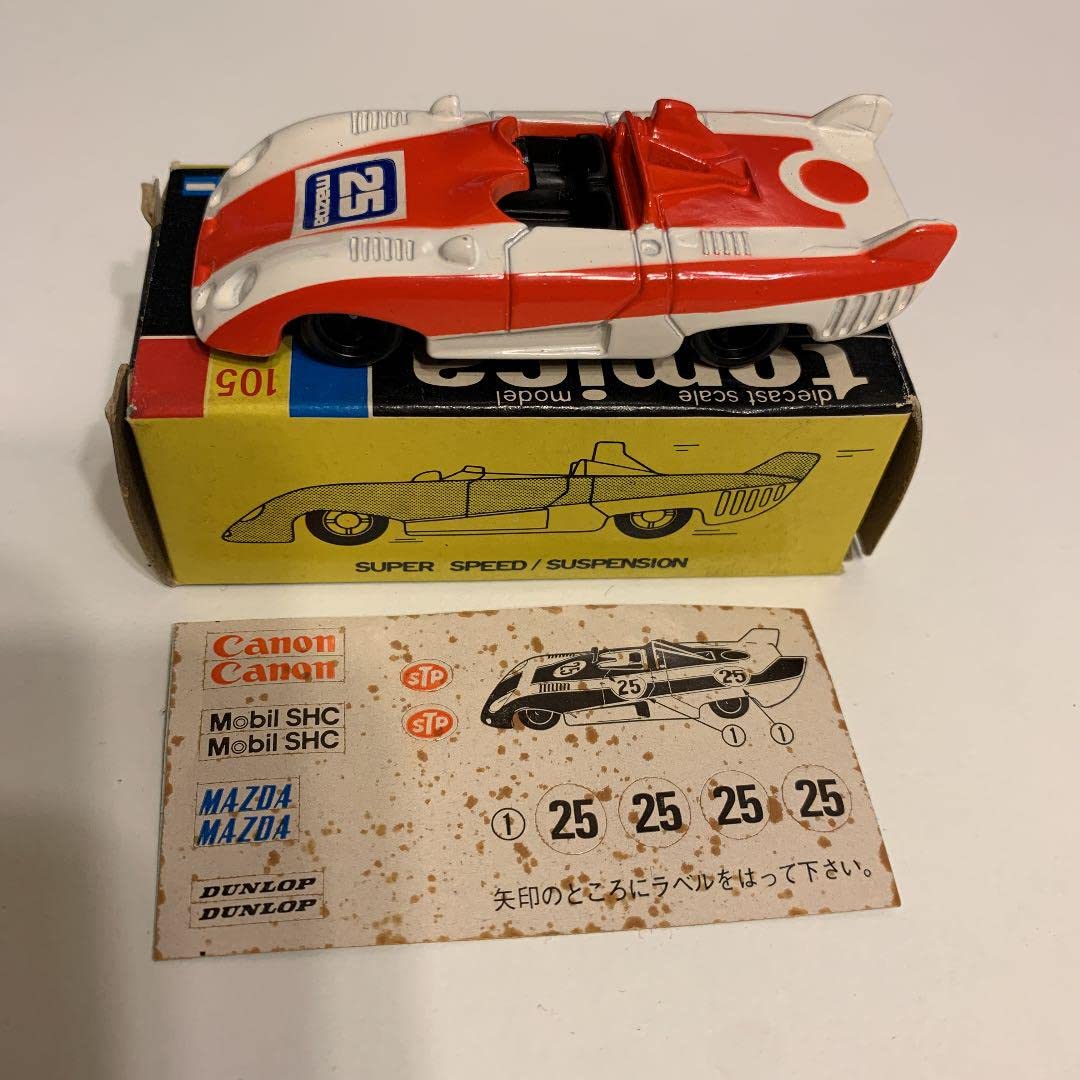 25
mazda
105
tomica
diecast scale model
SUPER SPEED/SUSPENSION
Canon
Canon
STP
STP
Mobil SHC
Mobil SHC
25
25
1
1
MAZDA
MAZDA
1 25 25 25 25
DUNLOP
DUNLOP
矢印のところにラベルをはって下さい。